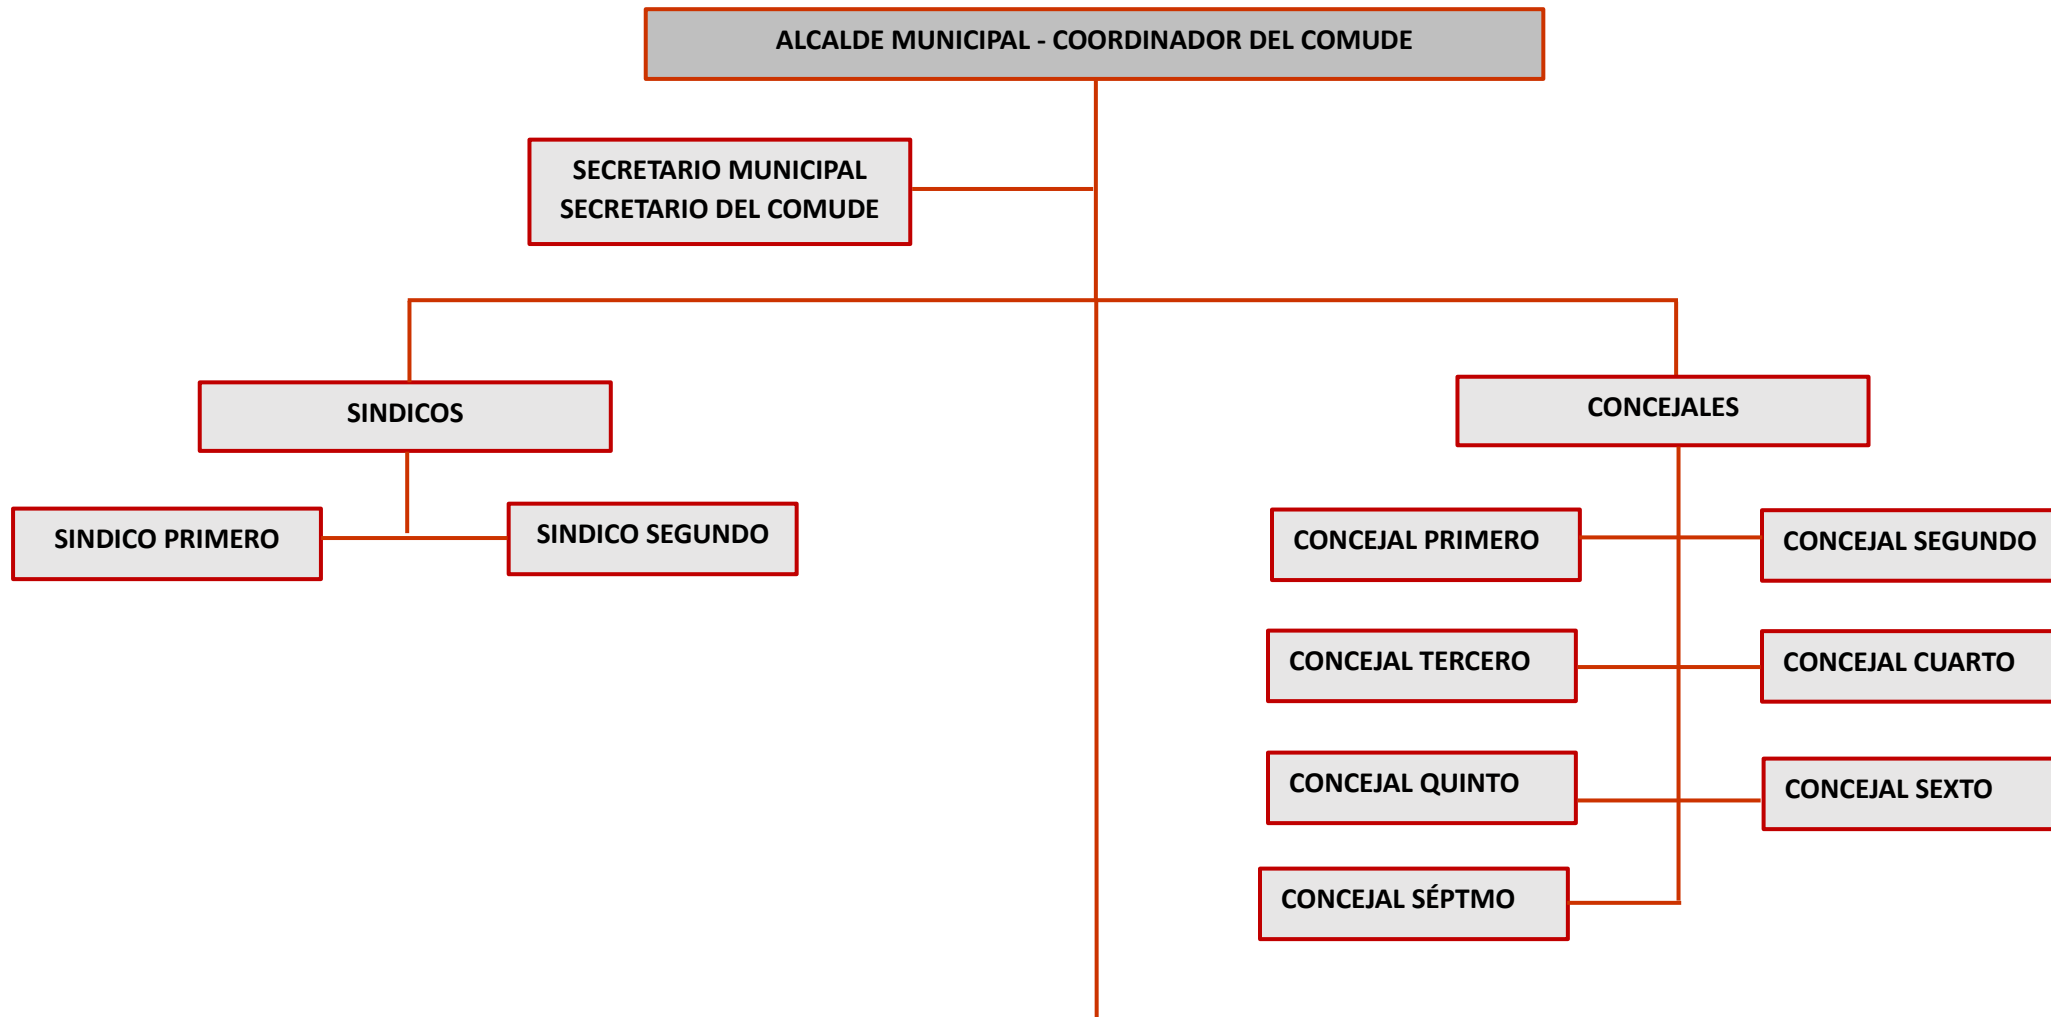 ALCALDE MUNICIPAL - COORDINADOR DEL COMUDE
SECRETARIO MUNICIPAL
SECRETARIO DEL COMUDE
SINDICOS
CONCEJALES
SINDICO PRIMERO
SINDICO SEGUNDO
CONCEJAL PRIMERO
CONCEJAL SEGUNDO
CONCEJAL TERCERO
CONCEJAL CUARTO
CONCEJAL QUINTO
CONCEJAL SEXTO
CONCEJAL SÉPTMO